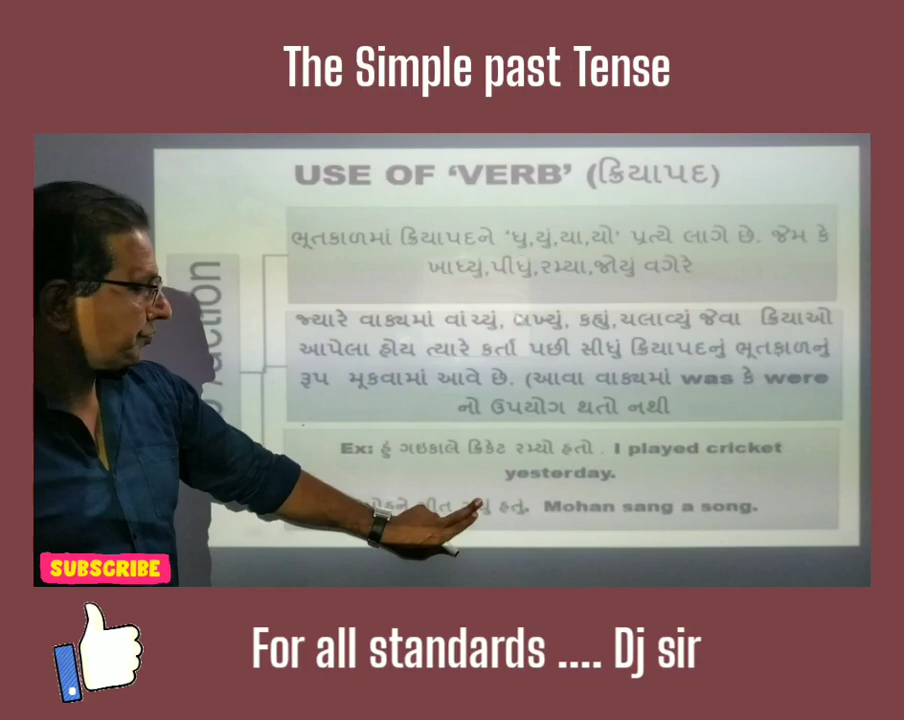 The Simple past Tense
USE OF ‘VERB’ (ક્રિયાપદ)
ભૂતકાળમાં ક્રિયાપદને ‘ધુ,યું,યા,યો’ પ્રત્યે લાગે છે. જેમ કે
ખાધ્યું,પીધું,રમ્યા,જોયું વગેરે
જ્યારે વાક્યમાં વાંચ્યું, કહ્યું,ચલાવ્યું જેવા ક્રિયાઓ
આપેલા હોય ત્યારે કર્તા પછી સીધું ક્રિયાપદનું ભૂતકાળનું
રૂપ મૂકવામાં આવે છે. (આવા વાક્યમાં was કે were
નો ઉપયોગ થતો નથી
Ex: હું ગઇકાલે ક્રિકેટ રમ્યો હતો . I played cricket
yesterday.
હતું. Mohan sang a song.
SUBSCRIBE
For all standards .... Dj sir